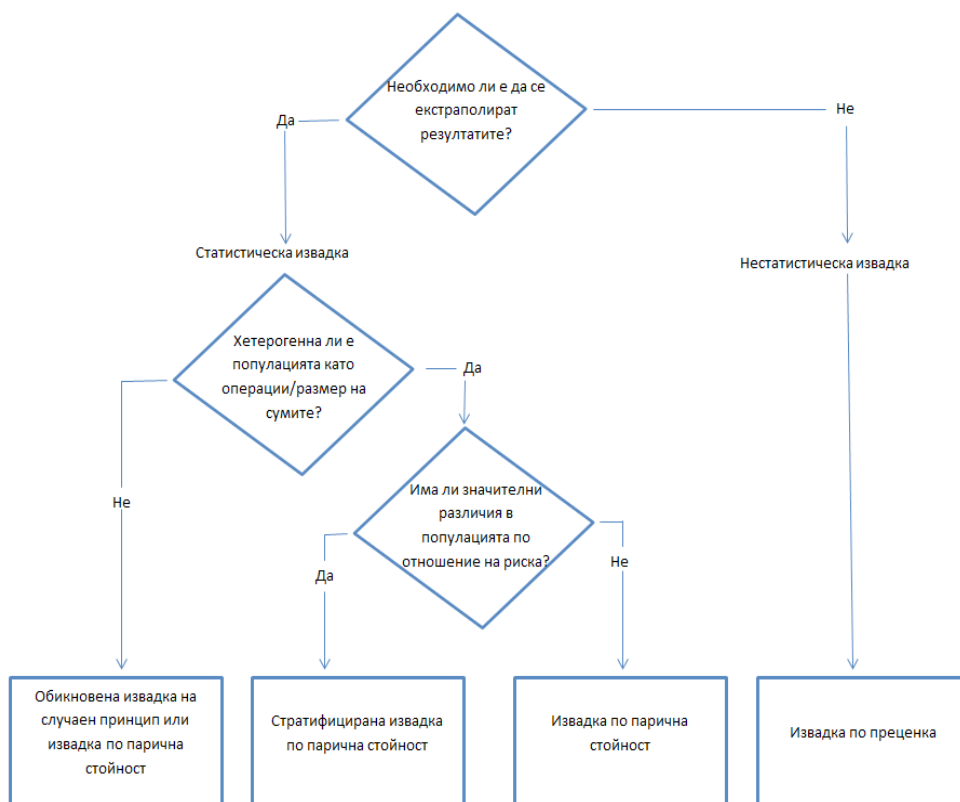 Необходимо ли е да се
екстраполират
резултатите?
Да
Не
Статистическа извадка
Нестатистическа извадка
Хетерогенна ли е
популацията като
операции/размер на
сумите?
Да
Не
Има ли значителни
различия в
популацията по
отношение на риска?
Да
Не
Обикновена извадка на
случаен принцип или
извадка по парична
стойност
Стратифицирана извадка
по парична стойност
Извадка по парична
стойност
Извадка по преценка